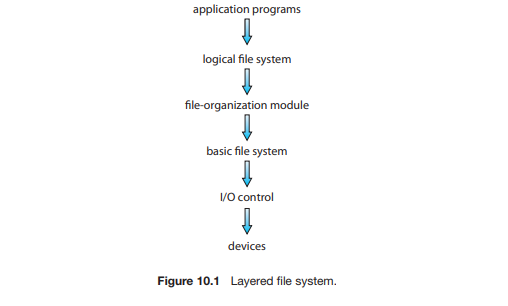 application programs
logical file system
file-organization module
basic file system
I/O control
devices
Figure 10.1 Layered file system.